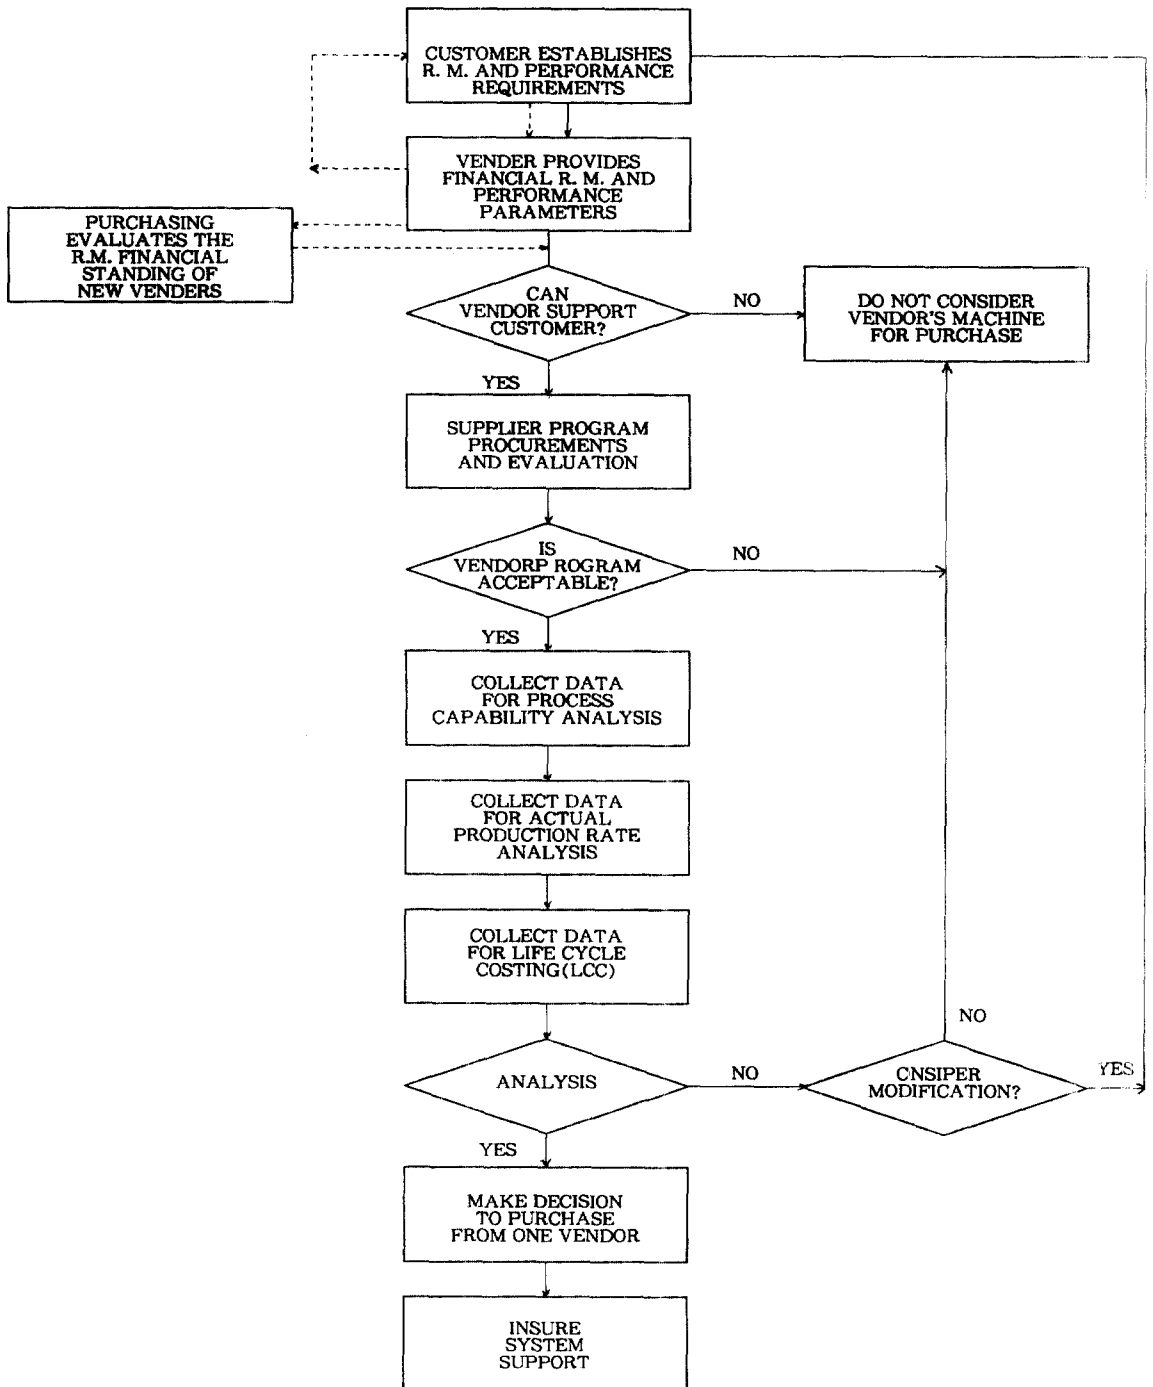 CUSTOMER ESTABLISHES
R. M. AND PERFORMANCE
REQUIREMENTS
VENDER PROVIDES
FINANCIAL R. M. AND
PERFORMANCE
PARAMETERS
PURCHASING
EVALUATES THE
R.M. FINANCIAL
STANDING OF
NEW VENDERS
CAN
VENDOR SUPPORT
CUSTOMER?
NO
DO NOT CONSIDER
VENDOR'S MACHINE
FOR PURCHASE
YES
SUPPLIER PROGRAM
PROCUREMENTS
AND EVALUATION
IS
VENDORP ROGRAM
ACCEPTABLE?
NO
YES
COLLECT DATA
FOR PROCESS
CAPABILITY ANALYSIS
COLLECT DATA
FOR ACTUAL
PRODUCTION RATE
ANALYSIS
COLLECT DATA
FOR LIFE CYCLE
COSTING(LCC)
ANALYSIS
NO
CNSIPER
MODIFICATION?
NO
YES
YES
MAKE DECISION
TO PURCHASE
FROM ONE VENDOR
INSURE
SYSTEM
SUPPORT